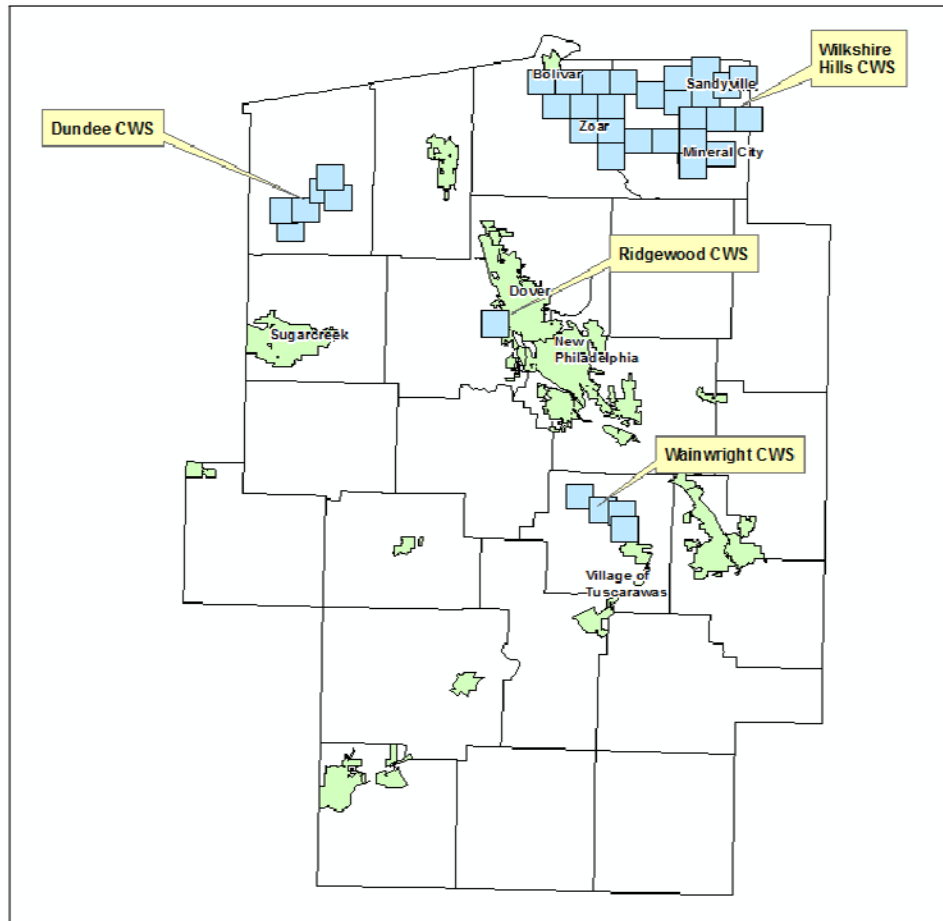 Wilkshire
Hills CWS
Bolivar
Sandyville
Dundee CWS
Zoar
Mineral City
Ridgewood CWS
Dover
Sugarcreek
New
Philadelphia
Wainwright CWS
Village of
Tuscarawas